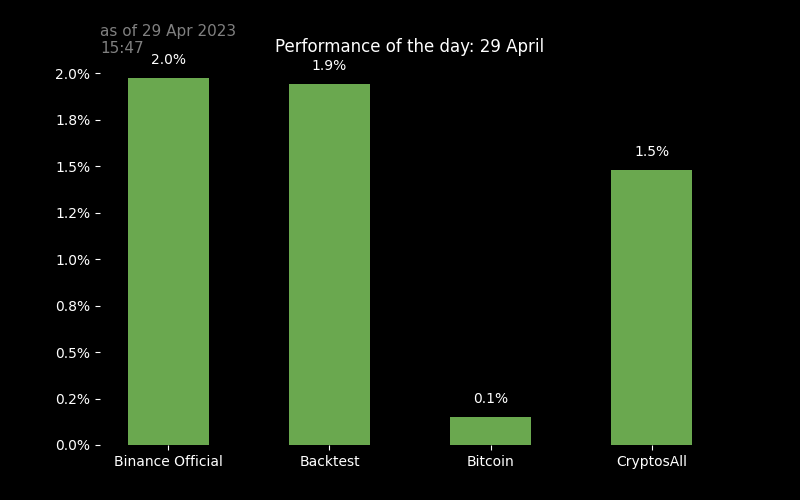 as of 29 Apr 2023
15:47
Performance of the day: 29 April
2.0%
1.9%
0.1%
1.5%
2.0%
1.8%
1.5%
1.2%
1.0%
0.8%
0.5%
0.2%
0.0%
Binance Official
Backtest
Bitcoin
CryptosAll